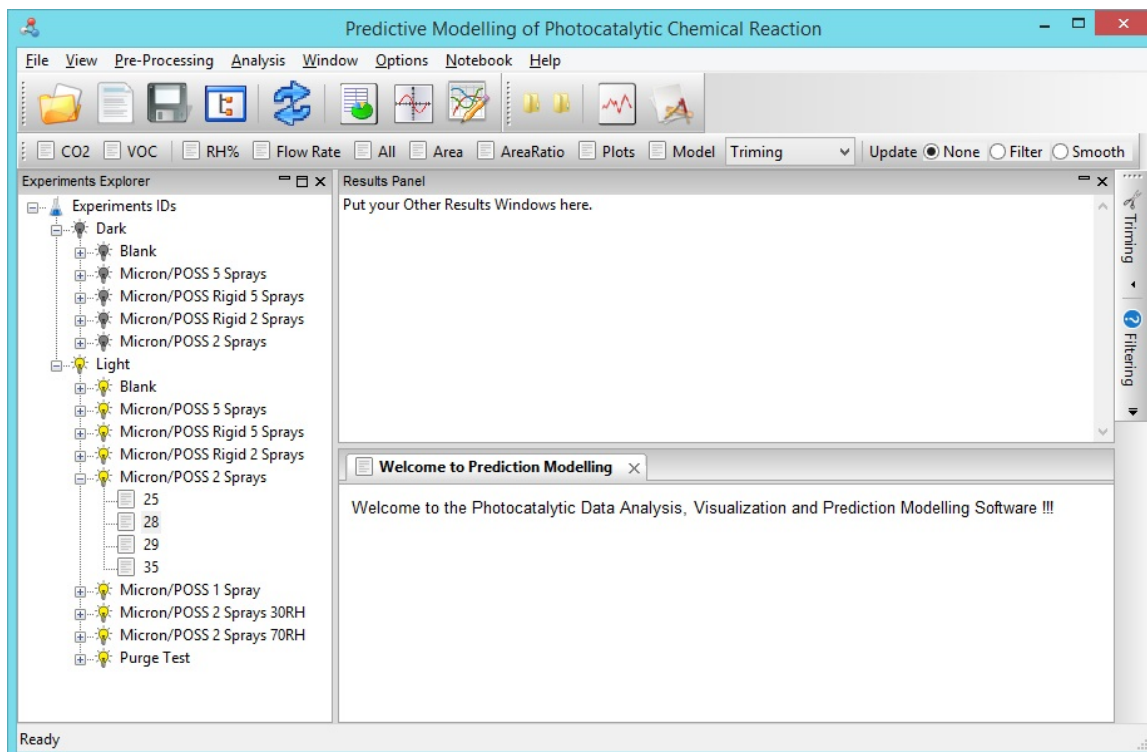 Predictive Modelling of Photocatalytic Chemical Reaction
File View Pre-Processing Analysis Window Options Notebook Help
CO2 VOC RH% Flow Rate All Area AreaRatio Plots Model Triming Update None Filter Smooth
Experiments Explorer
Experiments IDs
Dark
Blank
Micron/POSS 5 Sprays
Micron/POSS Rigid 5 Sprays
Micron/POSS Rigid 2 Sprays
Micron/POSS 2 Sprays
Light
Blank
Micron/POSS 5 Sprays
Micron/POSS Rigid 5 Sprays
Micron/POSS Rigid 2 Sprays
Micron/POSS 2 Sprays
25
28
29
35
Micron/POSS 1 Spray
Micron/POSS 2 Sprays 30RH
Micron/POSS 2 Sprays 70RH
Purge Test
Results Panel
Put your Other Results Windows here.
Welcome to Prediction Modelling
Welcome to the Photocatalytic Data Analysis, Visualization and Prediction Modelling Software !!!
Triming
Filtering
Ready